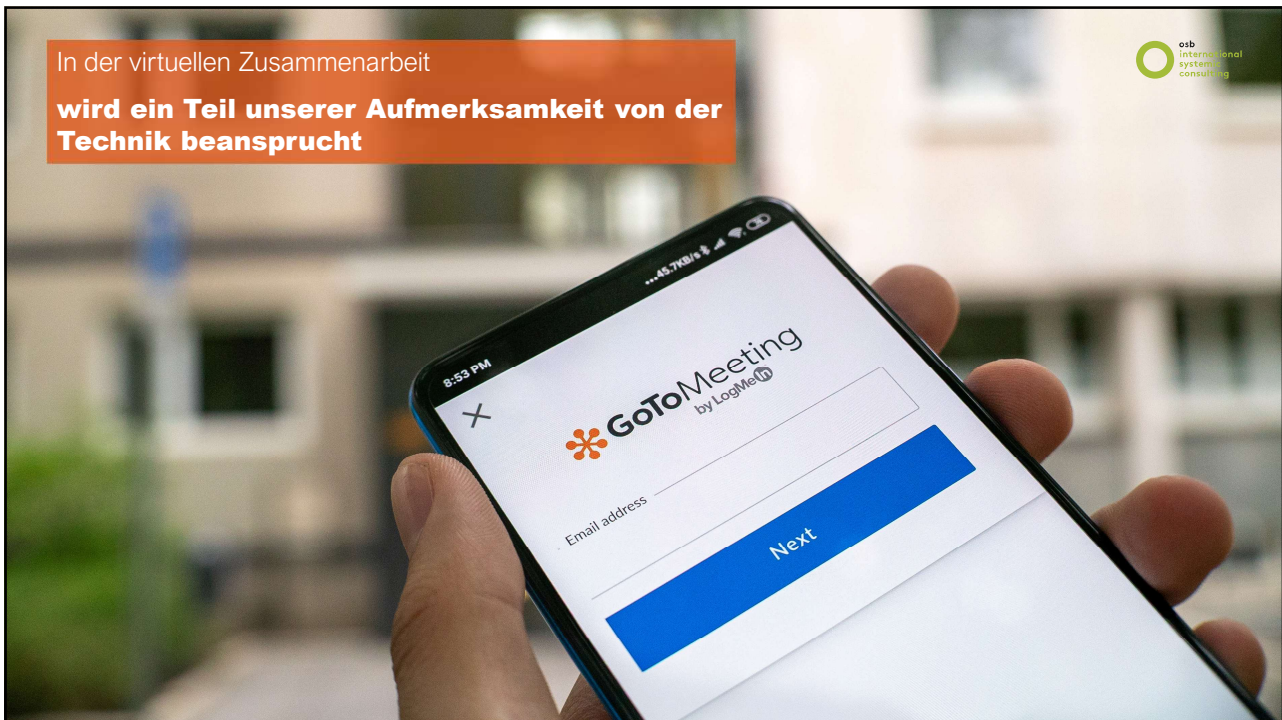 In der virtuellen Zusammenarbeit
wird ein Teil unserer Aufmerksamkeit von der
Technik beansprucht
osb
international
systemic
consulting
8:53 PM
...45.7KB/s
GoToMeeting
by LogMeIn
Email address
Next